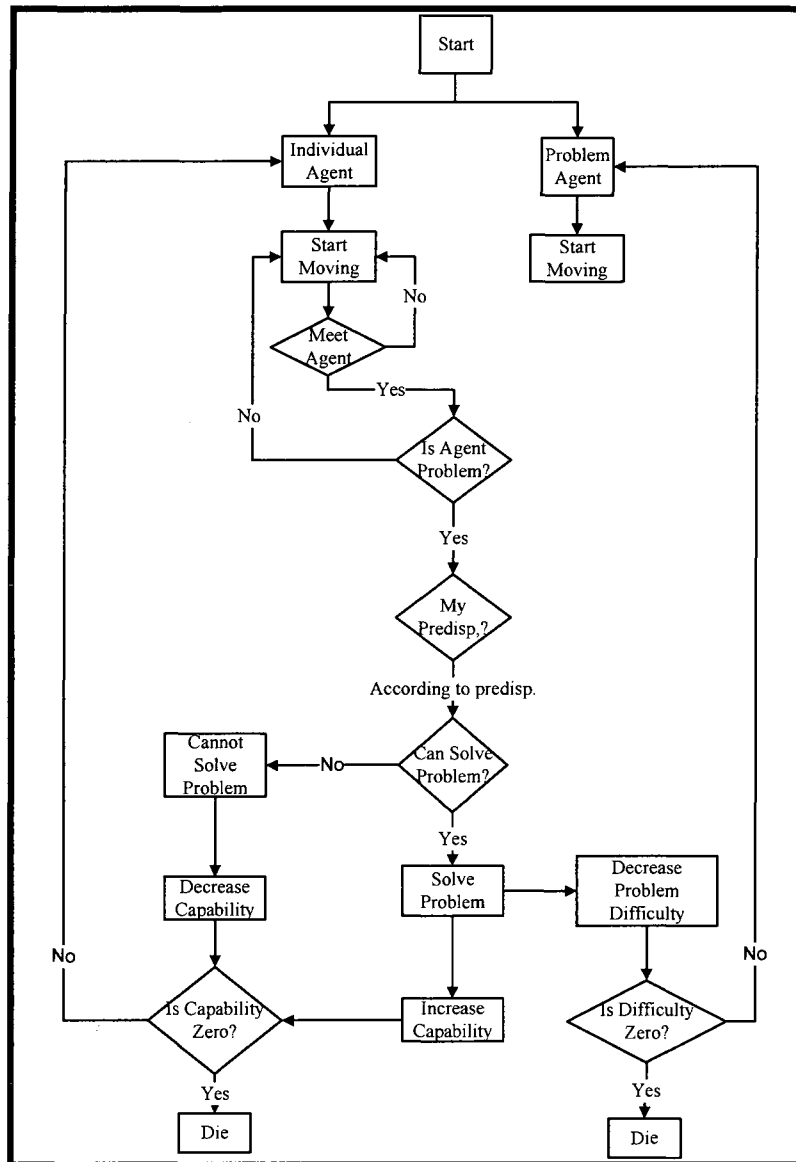 Start
Individual
Agent
Problem
Agent
Start
Moving
Start
Moving
No
Meet
Agent
Yes
No
Is Agent
Problem?
Yes
My
Predisp,?
According to predisp.
Cannot
Solve
Problem
No
Can Solve
Problem?
Yes
Decrease
Capability
Solve
Problem
Decrease
Problem
Difficulty
No
No
Is Capability
Zero?
Increase
Capability
Is Difficulty
Zero?
Yes
Yes
Die
Die